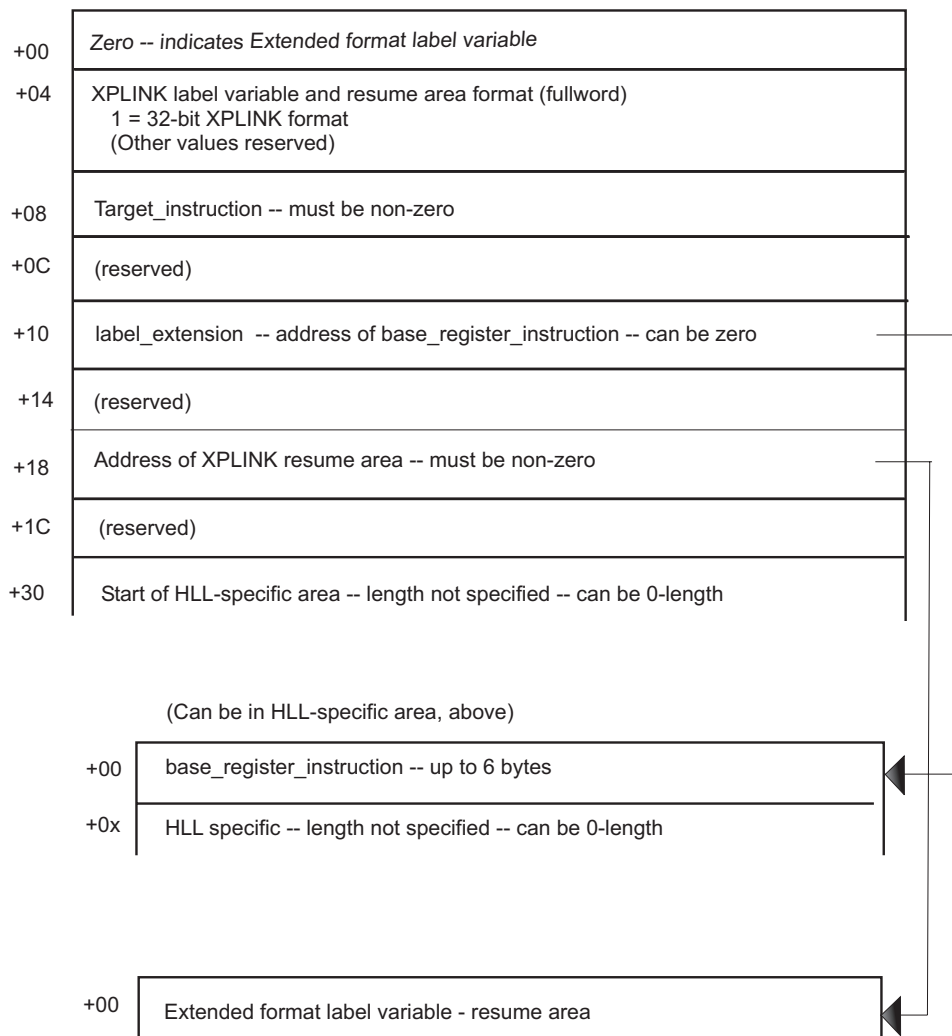 +00 Zero -- indicates Extended format label variable
+04 XPLINK label variable and resume area format (fullword)
1 = 32-bit XPLINK format
(Other values reserved)
+08 Target_instruction -- must be non-zero
+0C (reserved)
+10 label_extension -- address of base_register_instruction -- can be zero
+14 (reserved)
+18 Address of XPLINK resume area -- must be non-zero
+1C (reserved)
+30 Start of HLL-specific area -- length not specified -- can be 0-length
(Can be in HLL-specific area, above)
+00 base_register_instruction -- up to 6 bytes
+0x HLL specific -- length not specified -- can be 0-length
+00 Extended format label variable - resume area